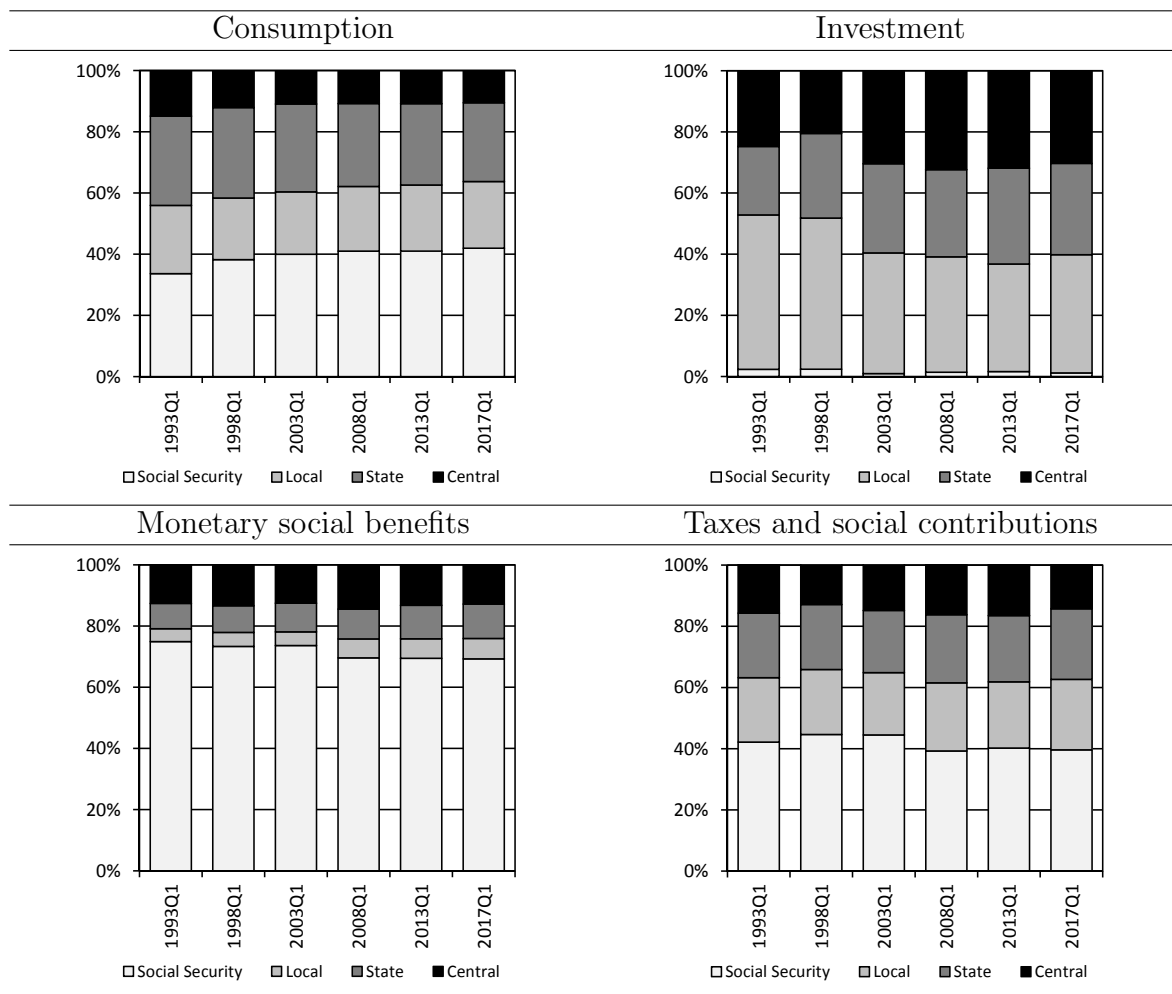 Consumption
Investment
100%
80%
60%
40%
20%
0%
1993Q1
1998Q1
2003Q1
2008Q1
2013Q1
2017Q1
Social Security Local State Central
100%
80%
60%
40%
20%
0%
1993Q1
1998Q1
2003Q1
2008Q1
2013Q1
2017Q1
Social Security Local State Central
Monetary social benefits
Taxes and social contributions
100%
80%
60%
40%
20%
0%
1993Q1
1998Q1
2003Q1
2008Q1
2013Q1
2017Q1
Social Security Local State Central
100%
80%
60%
40%
20%
0%
1993Q1
1998Q1
2003Q1
2008Q1
2013Q1
2017Q1
Social Security Local State Central